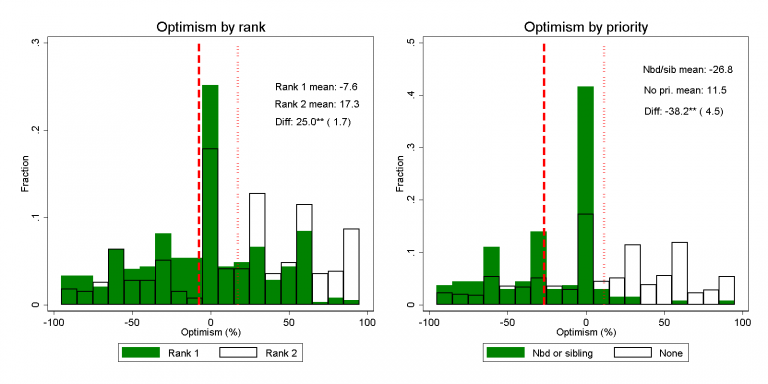 Optimism by rank
.3
.2
.1
0
Fraction
Rank 1 mean: -7.6
Rank 2 mean: 17.3
Diff: 25.0** ( 1.7)
-100 -50 0 50 100
Optimism (%)
Rank 1 Rank 2
Optimism by priority
.5
.4
.3
.2
.1
0
Fraction
Nbd/sib mean: -26.8
No pri. mean: 11.5
Diff: -38.2** ( 4.5)
-100 -50 0 50 100
Optimism (%)
Nbd or sibling None